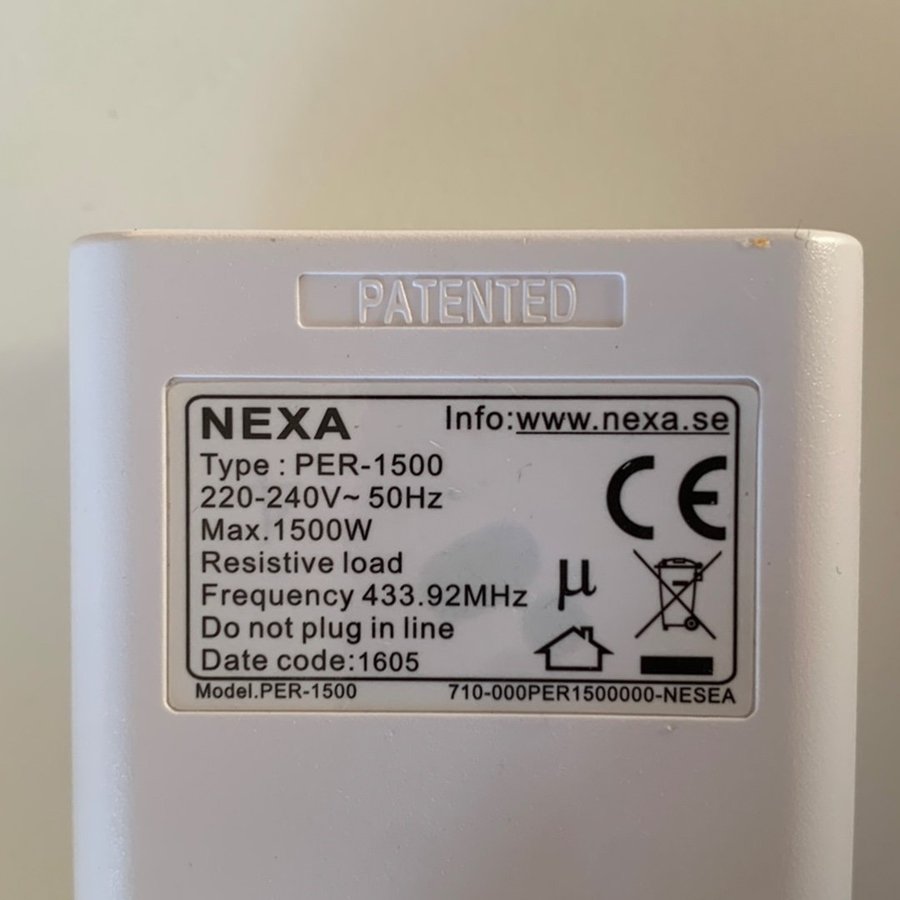 PATENTED
NEXA Info:www.nexa.se
Type : PER-1500
220-240V~ 50Hz
Max.1500W
Resistive load
Frequency 433.92MHz
Do not plug in line
Date code:1605
CE
μ
Model.PER-1500 710-000PER1500000-NESEA